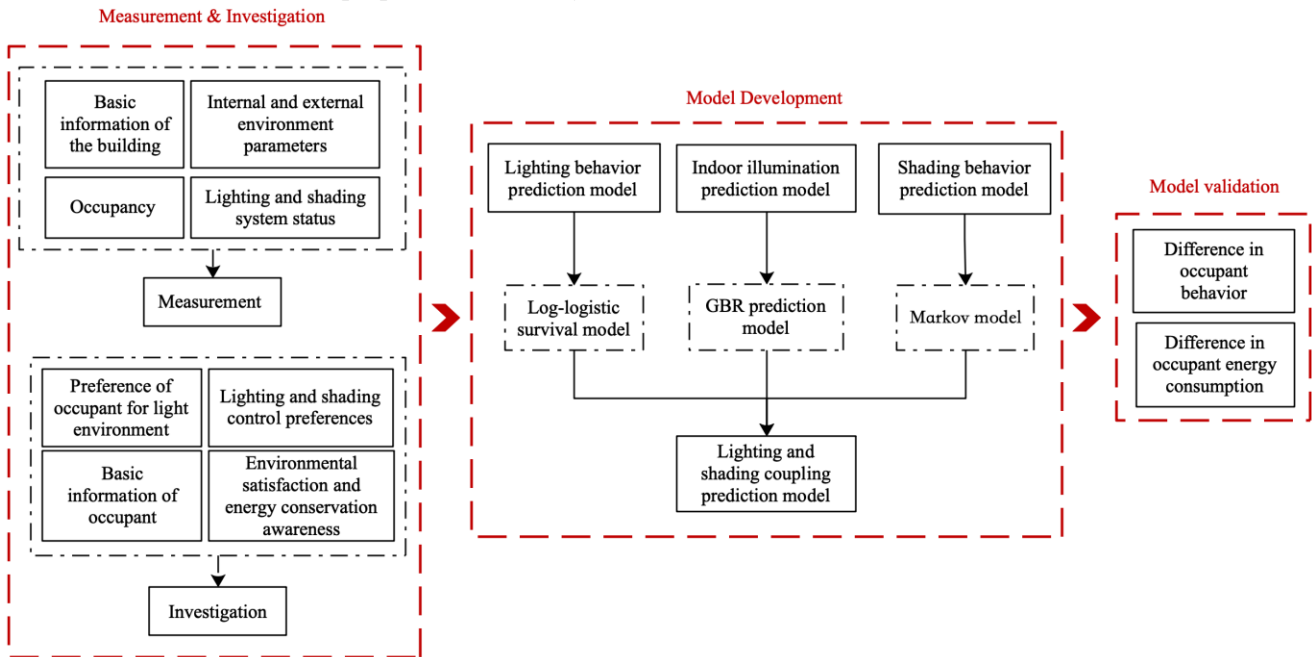 Measurement & Investigation
Basic
information of
the building
Internal and external
environment
parameters
Occupancy
Lighting and shading
system status
Measurement
Preference of
occupant for light
environment
Lighting and shading
control preferences
Basic
information of
occupant
Environmental
satisfaction and
energy conservation
awareness
Investigation
Model Development
Lighting behavior
prediction model
Indoor illumination
prediction model
Shading behavior
prediction model
Log-logistic
survival model
GBR prediction
model
Markov model
Lighting and
shading coupling
prediction model
Model validation
Difference in
occupant
behavior
Difference in
occupant energy
consumption